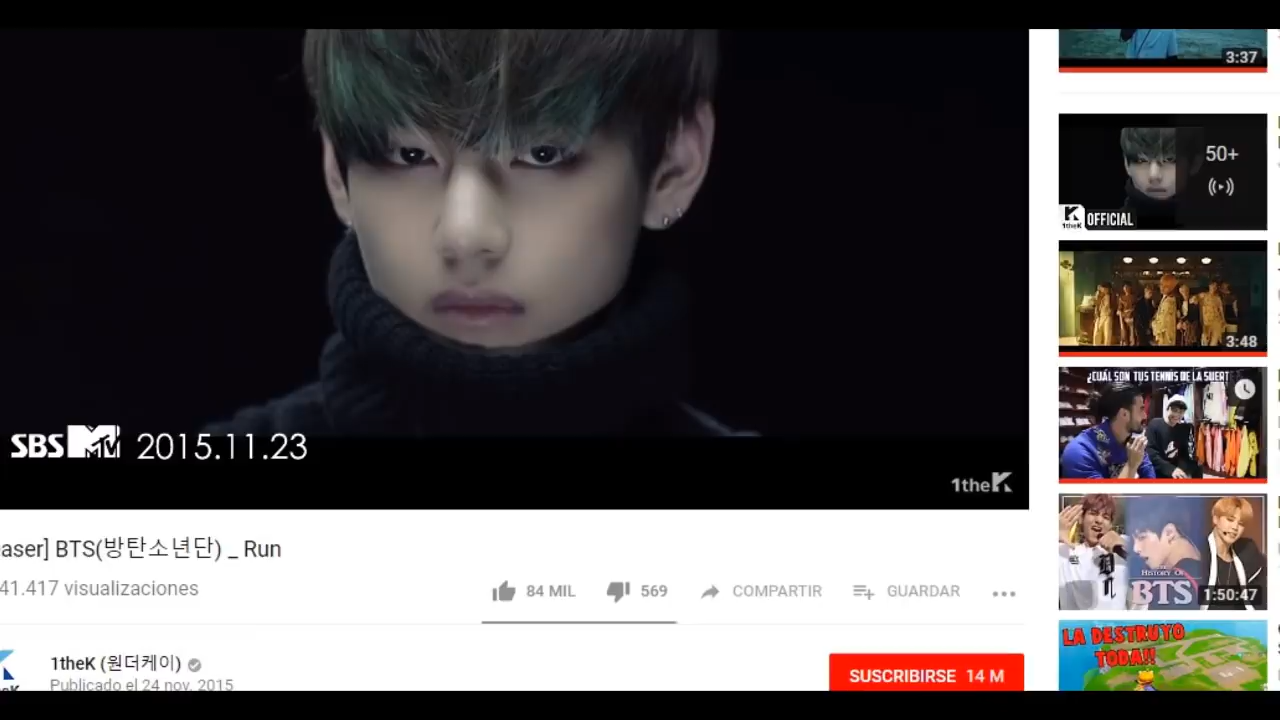 SBS MTV 2015.11.23
1theK
aser] BTS(방탄소년단) _ Run
41.417 visualizaciones
84 MIL
569
COMPARTIR
GUARDAR
1theK (원더케이)
Publicado el 24 nov. 2015
SUSCRIBIRSE 14 M
3:37
50+
1theK OFFICIAL
3:48
¿CUÁL SON TUS TENNIS DE LA SUERT
History Of
BTS
1:50:47
LA DESTRUYO
TODA!!